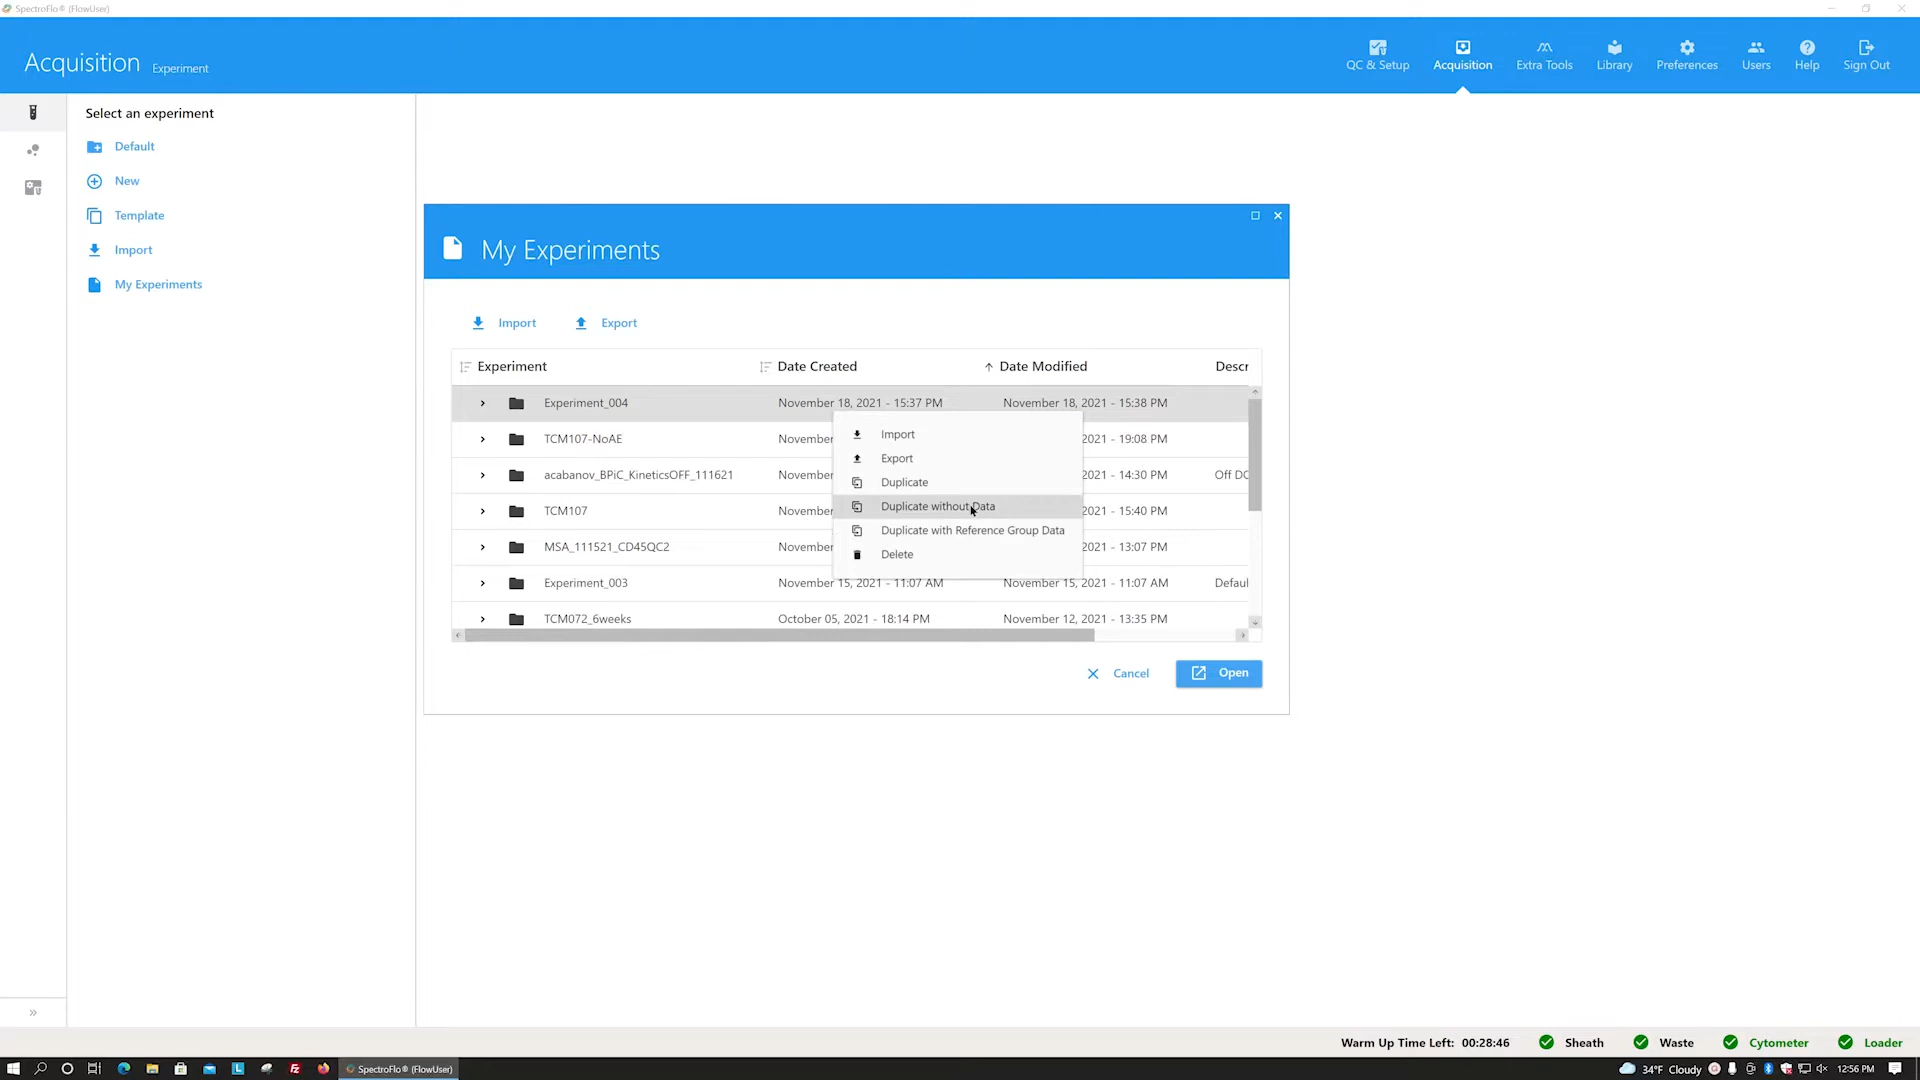 SpectroFlo® (FlowUser)
Acquisition Experiment
QC & Setup
Acquisition
Extra Tools
Library
Preferences
Users
Help
Sign Out
Select an experiment
Default
New
Template
Import
My Experiments
My Experiments
Import
Export
Experiment Date Created Date Modified Descr
Experiment_004 November 18, 2021 - 15:37 PM November 18, 2021 - 15:38 PM
TCM107-NoAE November 2021 - 19:08 PM
acabanov_BPiC_KineticsOFF_111621 November 2021 - 14:30 PM Off DC
TCM107 November 2021 - 15:40 PM
MSA_111521_CD45QC2 November 2021 - 13:07 PM
Experiment_003 November 15, 2021 - 11:07 AM November 15, 2021 - 11:07 AM Defaul
TCM072_6weeks October 05, 2021 - 18:14 PM November 12, 2021 - 13:35 PM
Import
Export
Duplicate
Duplicate without Data
Duplicate with Reference Group Data
Delete
Cancel
Open
Warm Up Time Left: 00:28:46 Sheath Waste Cytometer Loader
SpectroFlo® (FlowUser)
34°F Cloudy
12:56 PM